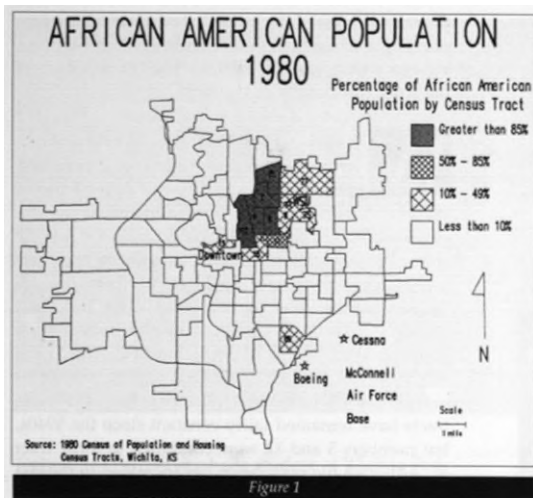 AFRICAN AMERICAN POPULATION
1980
Percentage of African American
Population by Census Tract
Greater than 85%
50% - 85%
10% - 49%
Less than 10%
Downtown
Cessna
Boeing
McConnell
Air Force
Base
N
Scale
1 mile
Source: 1980 Census of Population and Housing
Census Tracts, Wichita, KS
Figure 1